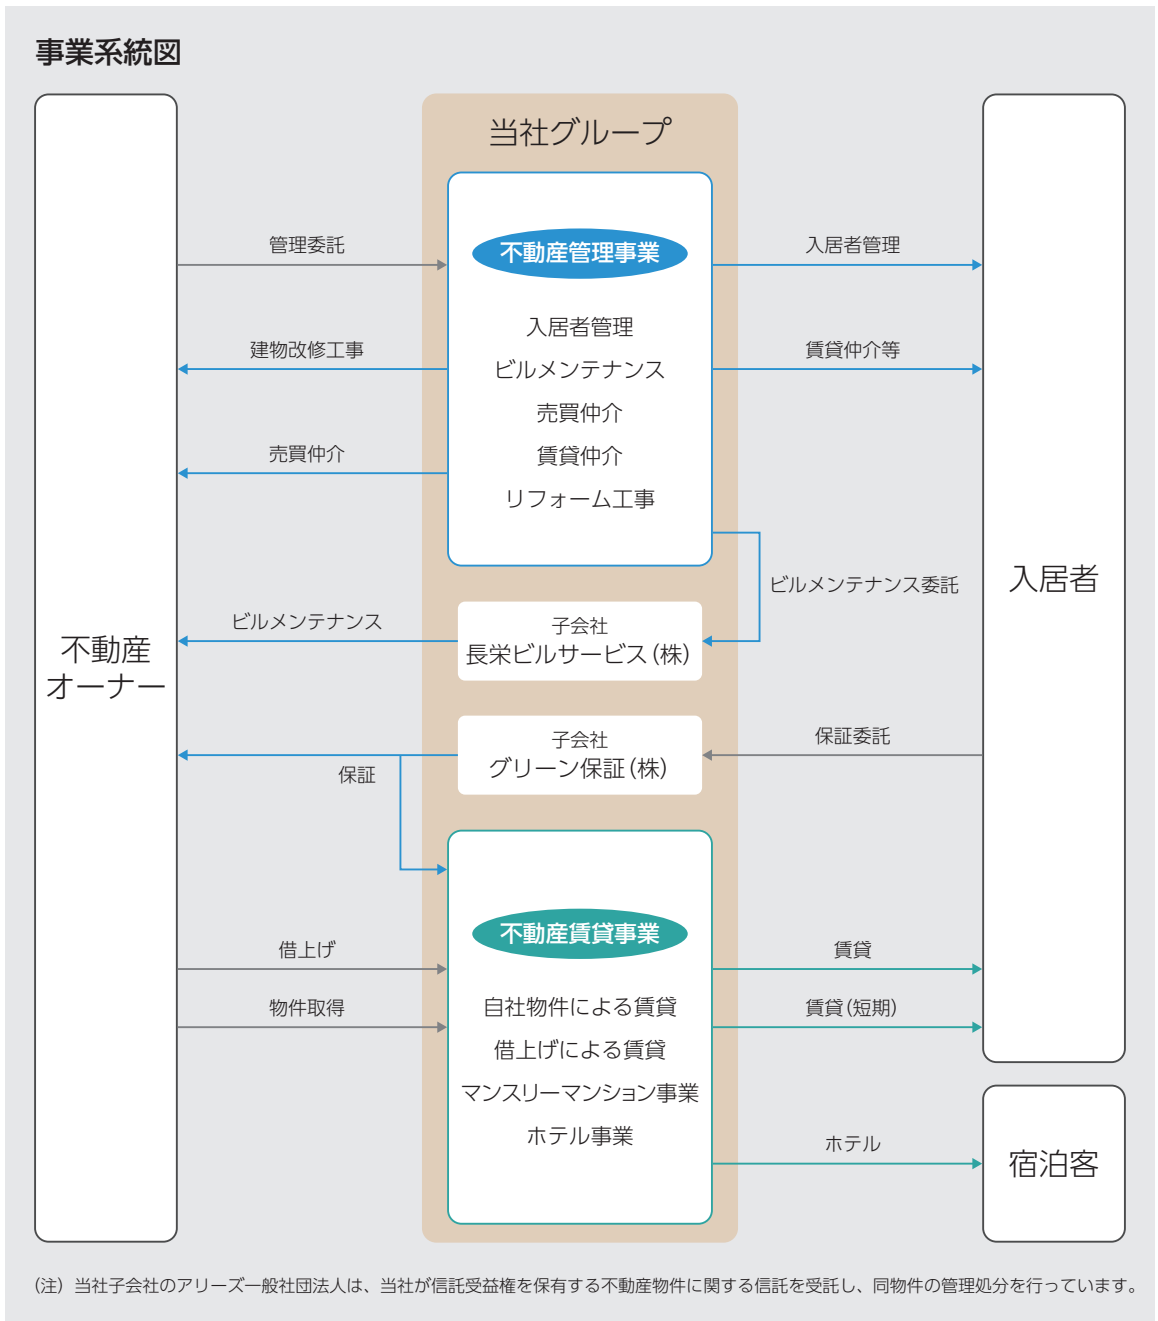 事業系統図
当社グループ
不動産管理事業
入居者管理
ビルメンテナンス
売買仲介
賃貸仲介
リフォーム工事
管理委託
建物改修工事
売買仲介
入居者管理
賃貸仲介等
ビルメンテナンス委託
ビルメンテナンス
子会社
長栄ビルサービス(株)
不動産
オーナー
入居者
保証委託
子会社
グリーン保証(株)
保証
不動産賃貸事業
自社物件による賃貸
借上げによる賃貸
マンスリーマンション事業
ホテル事業
借上げ
物件取得
賃貸
賃貸(短期)
ホテル
宿泊客
(注) 当社子会社のアリーズ一般社団法人は、当社が信託受益権を保有する不動産物件に関する信託を受託し、同物件の管理処分を行っています。